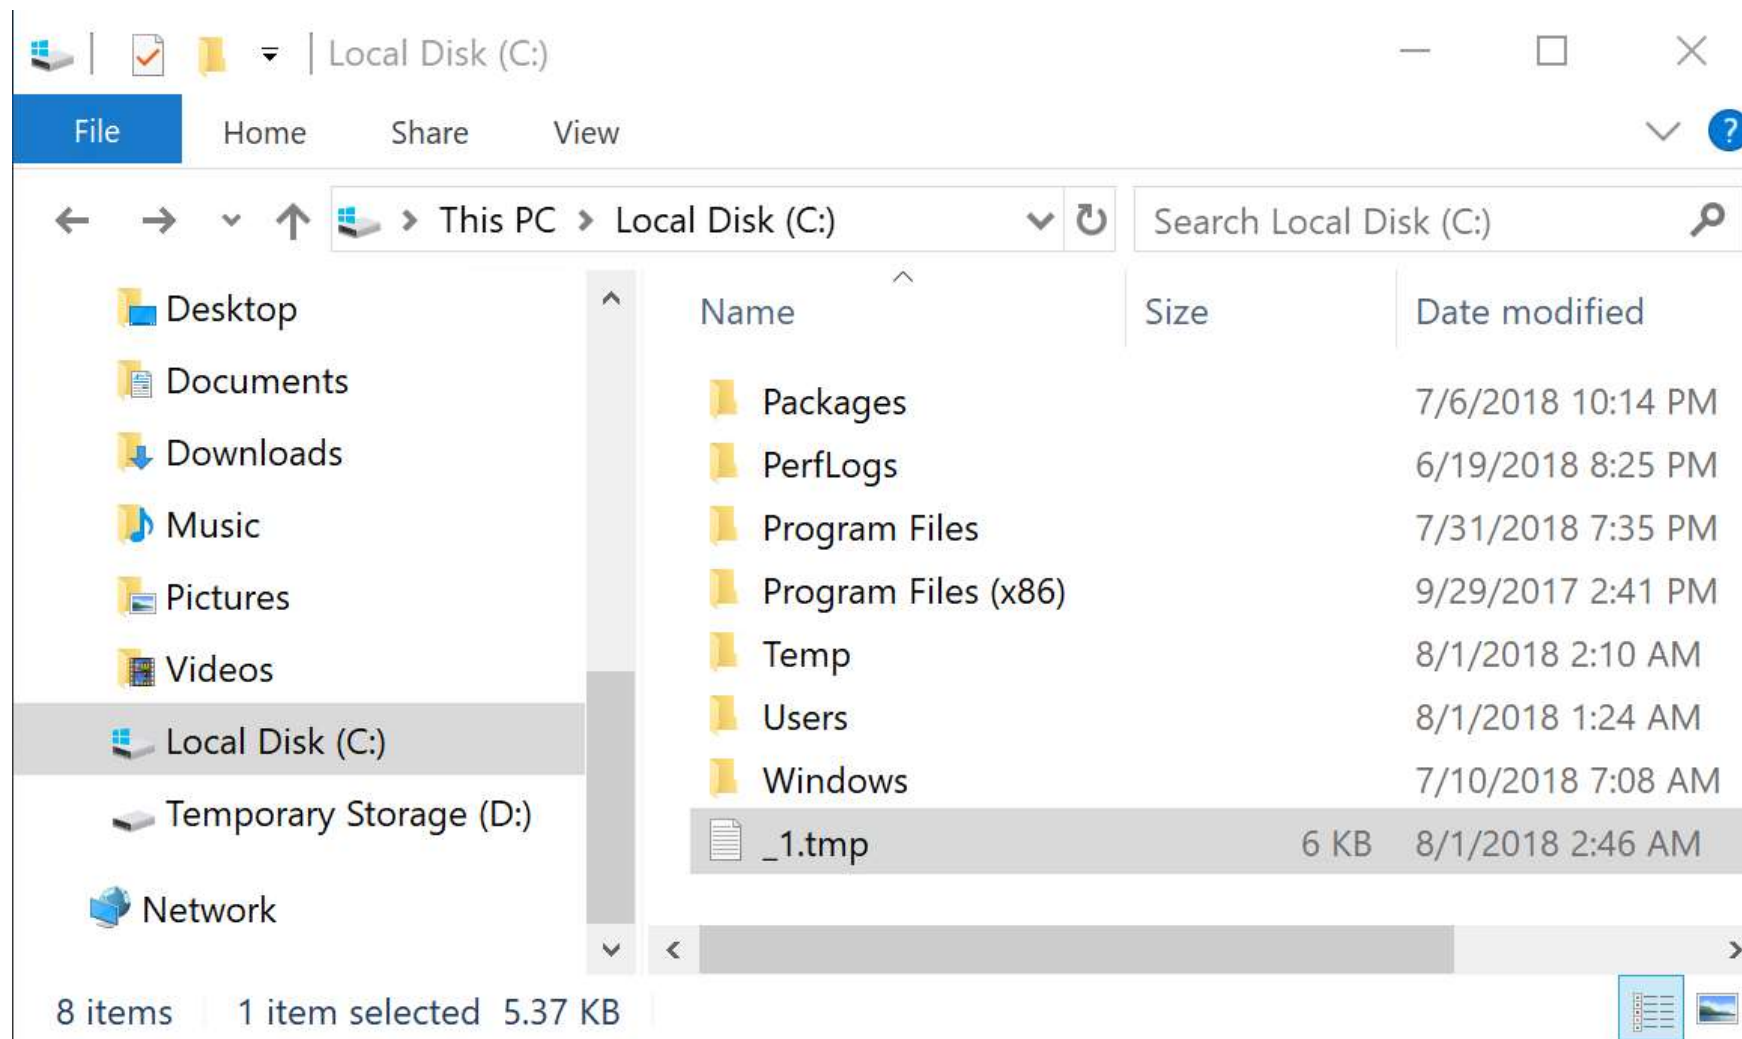 Local Disk (C:)
File Home Share View ?
This PC > Local Disk (C:) Search Local Disk (C:)
Name Size Date modified
Desktop
Documents
Downloads
Music
Pictures
Videos
Local Disk (C:)
Temporary Storage (D:)
Network
Packages 7/6/2018 10:14 PM
PerfLogs 6/19/2018 8:25 PM
Program Files 7/31/2018 7:35 PM
Program Files (x86) 9/29/2017 2:41 PM
Temp 8/1/2018 2:10 AM
Users 8/1/2018 1:24 AM
Windows 7/10/2018 7:08 AM
_1.tmp 6 KB 8/1/2018 2:46 AM
8 items 1 item selected 5.37 KB